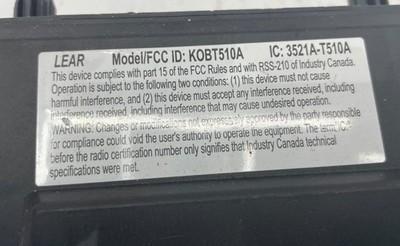 LEAR Model/FCC ID: KOBT510A IC: 3521A-T510A
This device complies with part 15 of the FCC Rules and with RSS-210 of Industry Canada.
Operation is subject to the following two conditions: (1) this device must not cause
harmful interference, and (2) this device must accept any interference received, including
interference that may cause undesired operation.
WARNING: Changes or modifications not expressively approved by the party responsible
for compliance could void the user's authority to operate the equipment. The term "IC:"
before the radio certification number only signifies that Industry Canada technical
specifications were met.